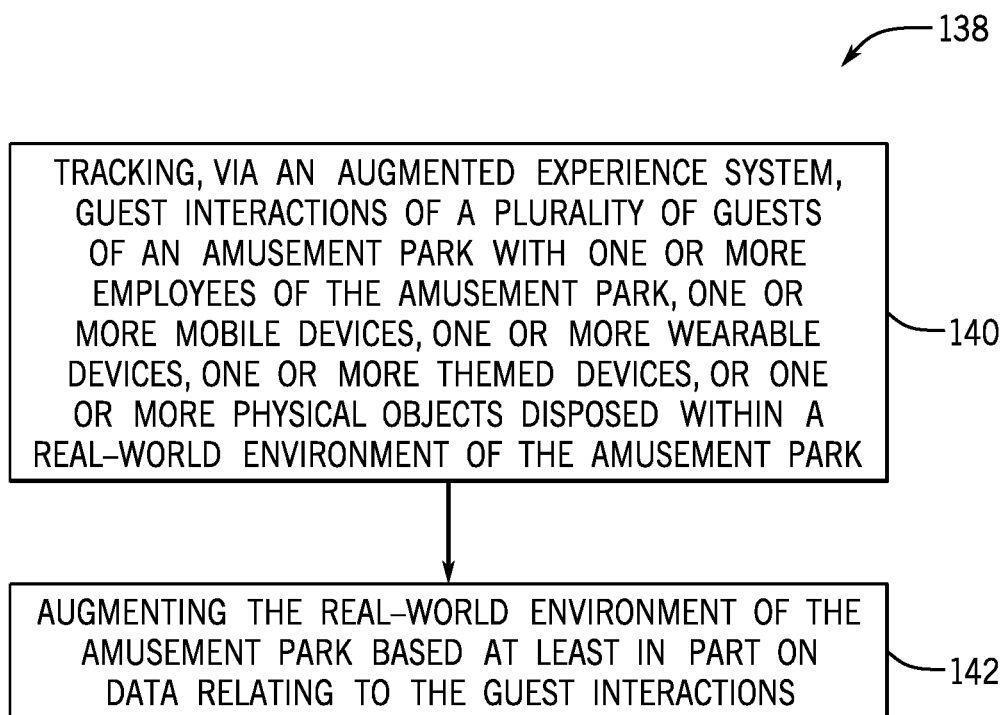 138
TRACKING, VIA AN AUGMENTED EXPERIENCE SYSTEM,
GUEST INTERACTIONS OF A PLURALITY OF GUESTS
OF AN AMUSEMENT PARK WITH ONE OR MORE
EMPLOYEES OF THE AMUSEMENT PARK, ONE OR
MORE MOBILE DEVICES, ONE OR MORE WEARABLE
DEVICES, ONE OR MORE THEMED DEVICES, OR ONE
OR MORE PHYSICAL OBJECTS DISPOSED WITHIN A
REAL–WORLD ENVIRONMENT OF THE AMUSEMENT PARK
140
AUGMENTING THE REAL–WORLD ENVIRONMENT OF THE
AMUSEMENT PARK BASED AT LEAST IN PART ON
DATA RELATING TO THE GUEST INTERACTIONS
142